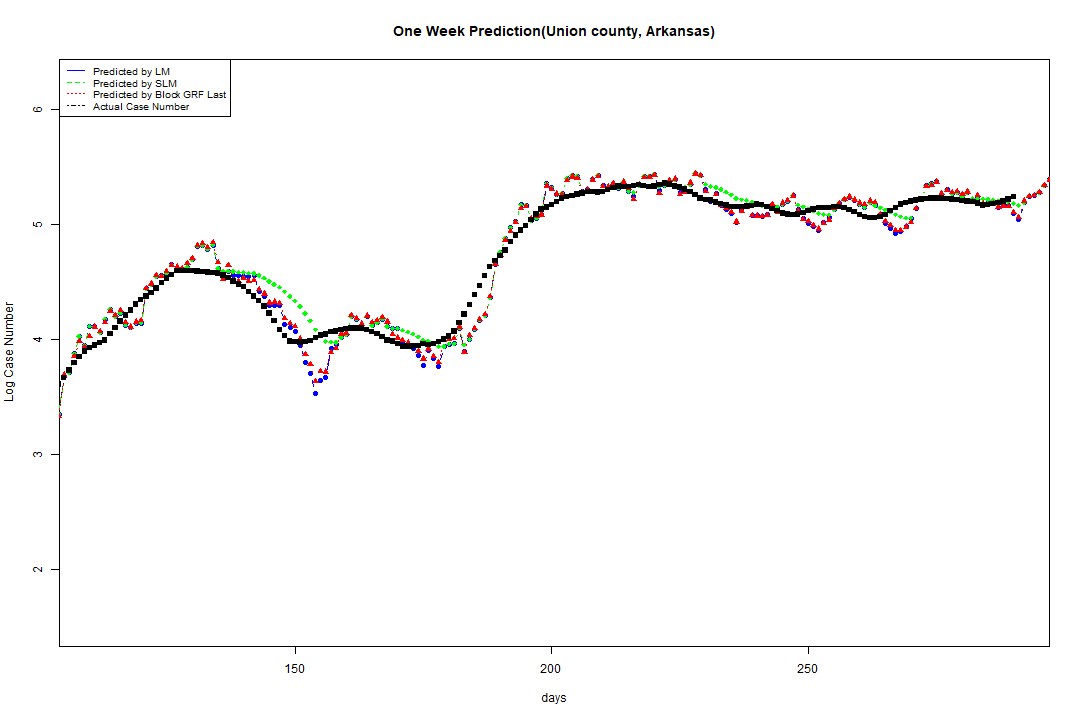 One Week Prediction(Union county, Arkansas)
Predicted by LM
Predicted by SLM
Predicted by Block GRF Last
Actual Case Number
6
5
4
3
2
Log Case Number
150 200 250
days